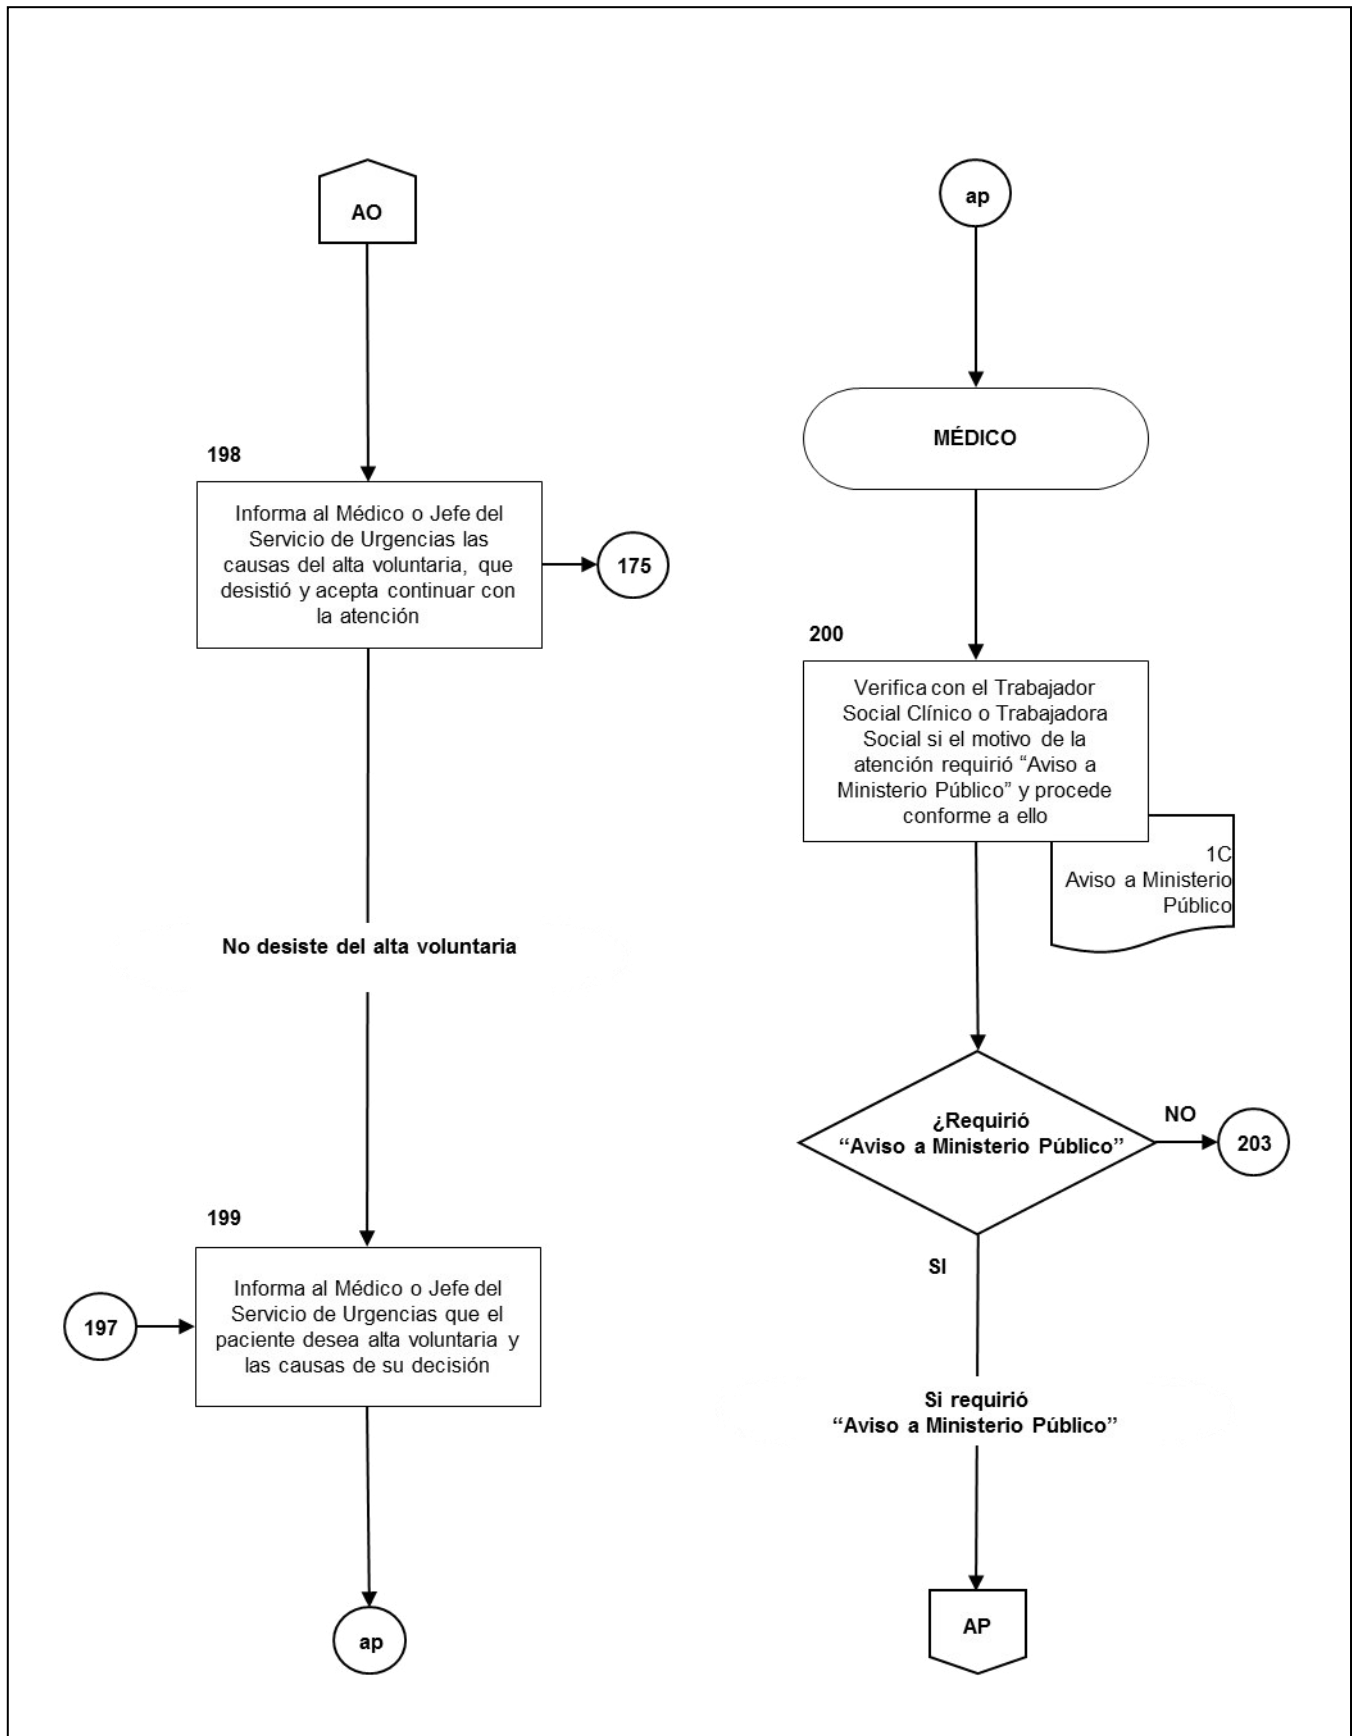 AO
198
Informa al Médico o Jefe del
Servicio de Urgencias las
causas del alta voluntaria, que
desistió y acepta continuar con
la atención
175
No desiste del alta voluntaria
199
Informa al Médico o Jefe del
Servicio de Urgencias que el
paciente desea alta voluntaria y
las causas de su decisión
197
ap
ap
MÉDICO
200
Verifica con el Trabajador
Social Clínico o Trabajadora
Social si el motivo de la
atención requirió “Aviso a
Ministerio Público” y procede
conforme a ello
1C
Aviso a Ministerio
Público
¿Requirió
“Aviso a Ministerio Público”
NO
203
SI
Si requirió
“Aviso a Ministerio Público”
AP